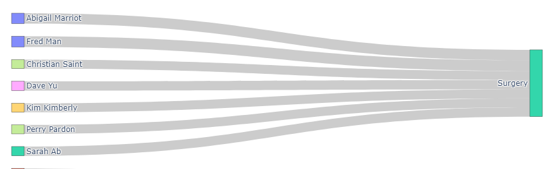 Abigail Marriot
Fred Man
Christian Saint
Dave Yu
Surgery
Kim Kimberly
Perry Pardon
Sarah Ab